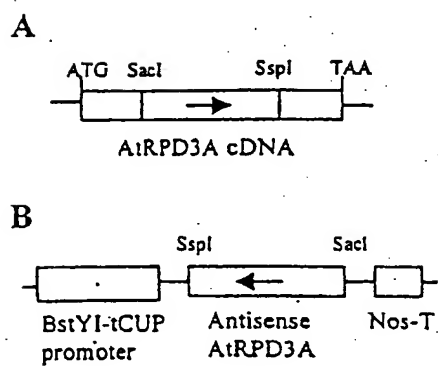 A
ATG SacI SspI TAA
AtRPD3A cDNA
B
SspI SacI
BstYI-tCUP Antisense Nos-T
promoter AtRPD3A